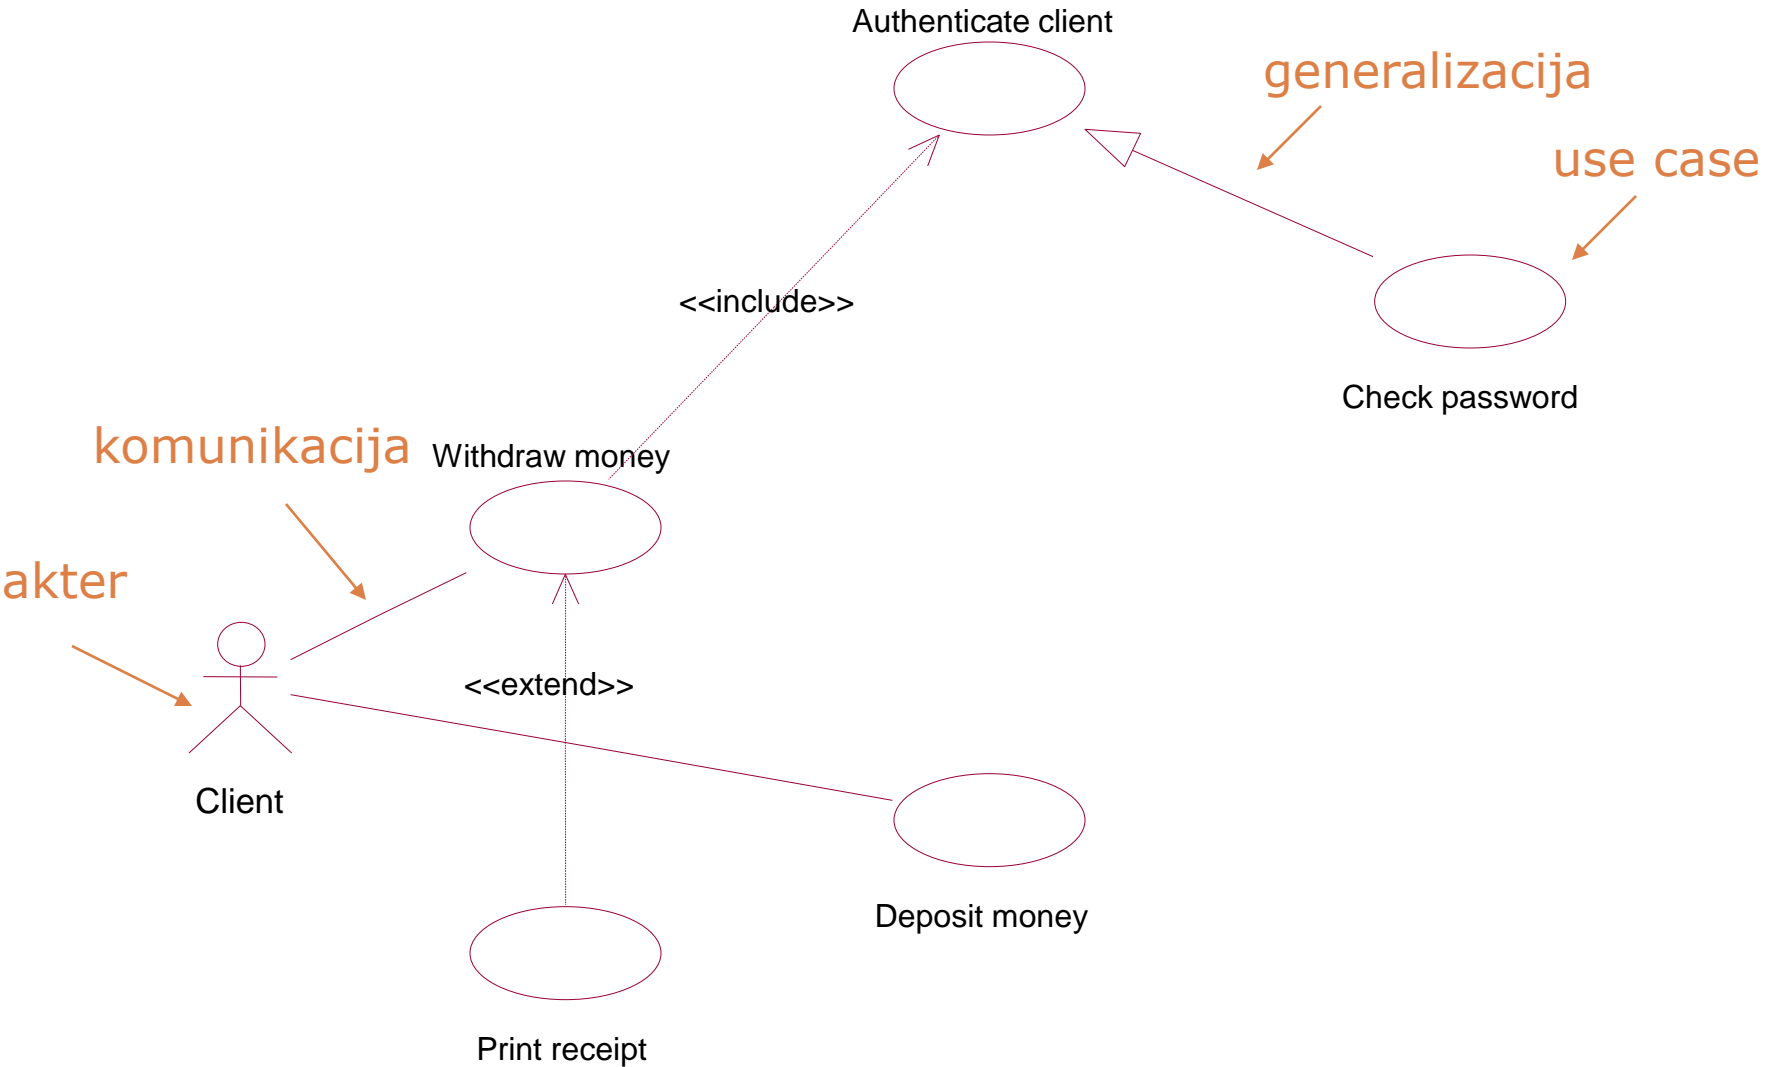 Authenticate client
generalizacija
use case
<<include>>
Check password
komunikacija
Withdraw money
akter
<<extend>>
Client
Deposit money
Print receipt